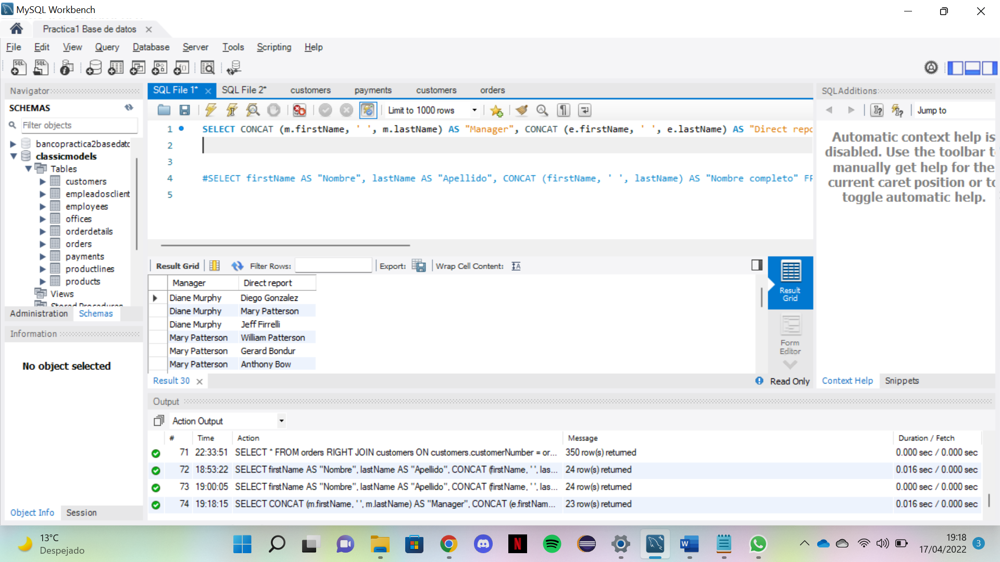 MySQL Workbench
Practica1 Base de datos
File Edit View Query Database Server Tools Scripting Help
Navigator
SCHEMAS
Filter objects
bancopractica2basedatc
classicmodels
Tables
customers
empleadosclient
employees
offices
orderdetails
orders
payments
productlines
products
Views
Stored Procedures
Administration Schemas
Information
No object selected
Object Info Session
SQL File 1* SQL File 2* customers payments customers orders
Limit to 1000 rows
1 SELECT CONCAT (m.firstName, ' ', m.lastName) AS "Manager", CONCAT (e.firstName, ' ', e.lastName) AS "Direct repo
2
3
4 #SELECT firstName AS "Nombre", lastName AS "Apellido", CONCAT (firstName, ' ', lastName) AS "Nombre completo" FR
5
Result Grid Filter Rows: Export: Wrap Cell Content:
Manager Direct report
Diane Murphy Diego Gonzalez
Diane Murphy Mary Patterson
Diane Murphy Jeff Firrelli
Mary Patterson William Patterson
Mary Patterson Gerard Bondur
Mary Patterson Anthony Bow
Result Grid
Form Editor
Result 30
Read Only
SQLAdditions
Jump to
Automatic context help is
disabled. Use the toolbar t
manually get help for the
current caret position or to
toggle automatic help.
Context Help Snippets
Output
Action Output
# Time Action Message Duration / Fetch
71 22:33:51 SELECT * FROM orders RIGHT JOIN customers ON customers.customerNumber = or... 350 row(s) returned 0.000 sec / 0.000 sec
72 18:53:22 SELECT firstName AS "Nombre", lastName AS "Apellido", CONCAT (firstName, ' ', las... 24 row(s) returned 0.016 sec / 0.000 sec
73 19:00:05 SELECT firstName AS "Nombre", lastName AS "Apellido", CONCAT (firstName, ' ', las... 24 row(s) returned 0.000 sec / 0.000 sec
74 19:18:15 SELECT CONCAT (m.firstName, ' ', m.lastName) AS "Manager", CONCAT (e.firstNam... 23 row(s) returned 0.016 sec / 0.000 sec
13°C
Despejado
19:18
17/04/2022
3